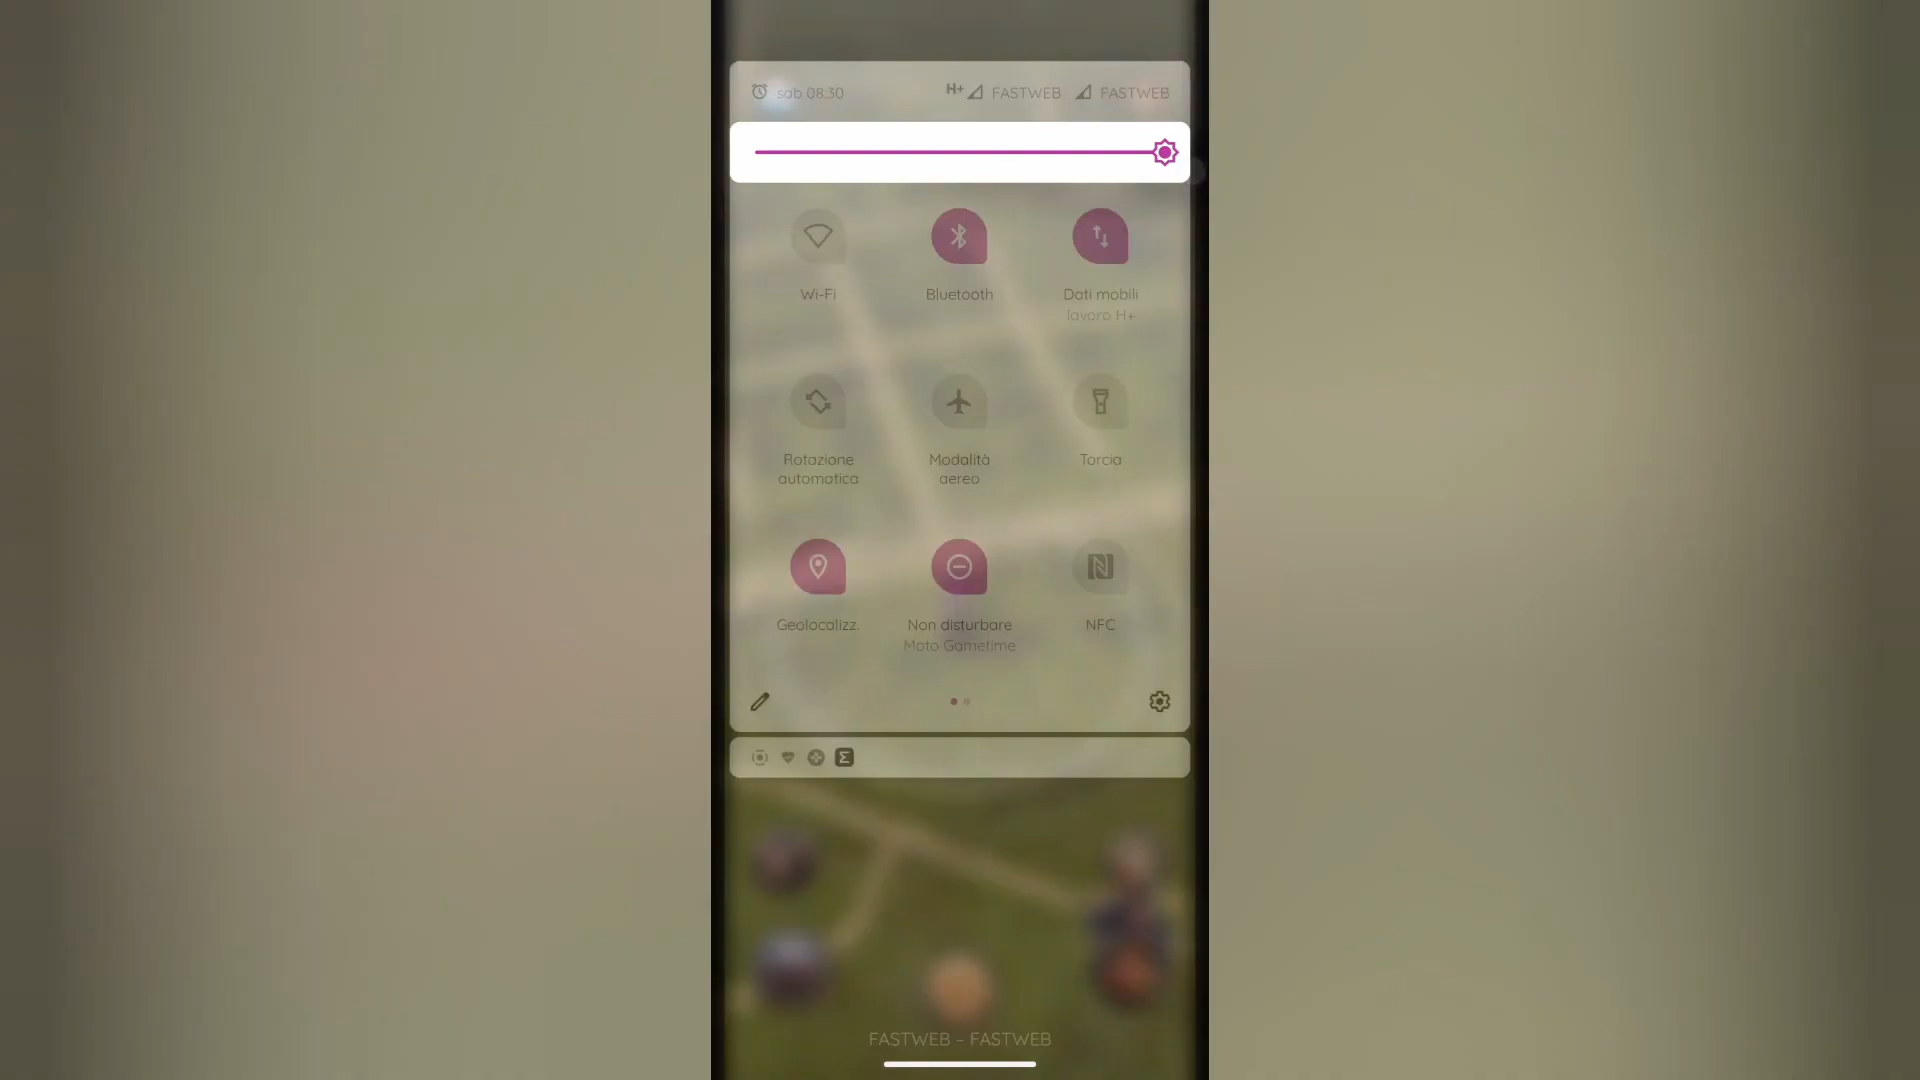 sab 08:30 H+ FASTWEB FASTWEB
Wi-Fi Bluetooth Dati mobili
lavoro H+
Rotazione automatica Modalità aereo Torcia
Geolocalizz. Non disturbare NFC
Moto Gametime
FASTWEB – FASTWEB